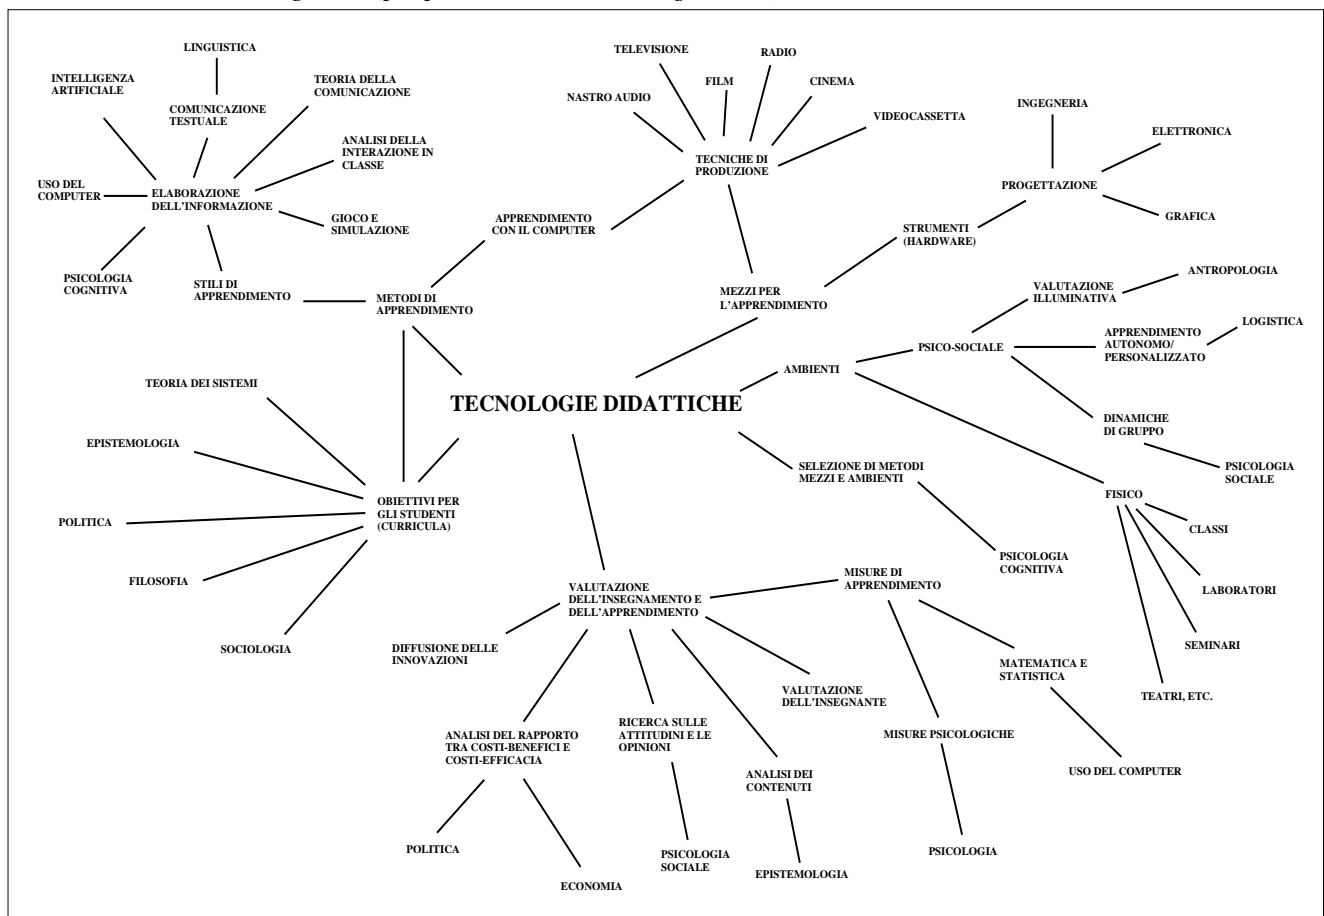 LINGUISTICA
INTELLIGENZA
ARTIFICIALE
COMUNICAZIONE
TESTUALE
TEORIA DELLA
COMUNICAZIONE
ANALISI DELLA
INTERAZIONE IN
CLASSE
USO DEL
COMPUTER
ELABORAZIONE
DELL'INFORMAZIONE
GIOCO E
SIMULAZIONE
PSICOLOGIA
COGNITIVA
STILI DI
APPRENDIMENTO
METODI DI
APPRENDIMENTO
APPRENDIMENTO
CON IL COMPUTER
TELEVISIONE
RADIO
FILM
CINEMA
NASTRO AUDIO
VIDEOCASSETTA
TECNICHE DI
PRODUZIONE
MEZZI PER
L'APPRENDIMENTO
INGEGNERIA
ELETTRONICA
PROGETTAZIONE
GRAFICA
STRUMENTI
(HARDWARE)
ANTROPOLOGIA
VALUTAZIONE
ILLUMINATIVA
LOGISTICA
APPRENDIMENTO
AUTONOMO/
PERSONALIZZATO
PSICO-SOCIALE
AMBIENTI
DINAMICHE
DI GRUPPO
PSICOLOGIA
SOCIALE
TECNOLOGIE DIDATTICHE
TEORIA DEI SISTEMI
EPISTEMOLOGIA
POLITICA
FILOSOFIA
SOCIOLOGIA
OBIETTIVI PER
GLI STUDENTI
(CURRICULA)
SELEZIONE DI METODI
MEZZI E AMBIENTI
PSICOLOGIA
COGNITIVA
FISICO
CLASSI
LABORATORI
SEMINARI
TEATRI, ETC.
VALUTAZIONE
DELL'INSEGNAMENTO E
DELL'APPRENDIMENTO
MISURE DI
APPRENDIMENTO
DIFFUSIONE DELLE
INNOVAZIONI
MATEMATICA E
STATISTICA
VALUTAZIONE
DELL'INSEGNANTE
ANALISI DEL RAPPORTO
TRA COSTI-BENEFICI E
COSTI-EFFICACIA
RICERCA SULLE
ATTITUDINI E LE
OPINIONI
MISURE PSICOLOGICHE
ANALISI DEI
CONTENUTI
USO DEL COMPUTER
POLITICA
ECONOMIA
PSICOLOGIA
SOCIALE
EPISTEMOLOGIA
PSICOLOGIA